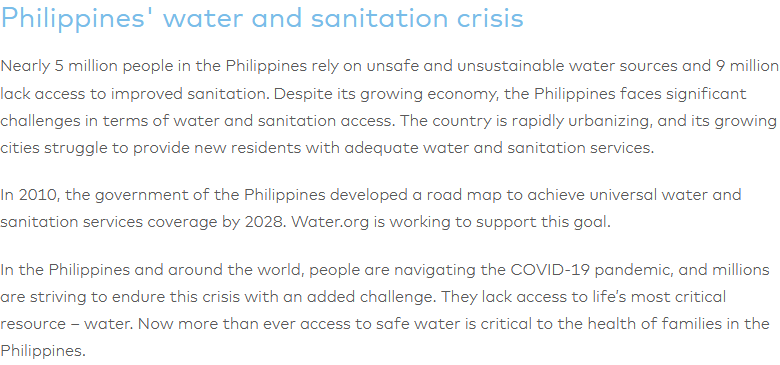 Philippines' water and sanitation crisis
Nearly 5 million people in the Philippines rely on unsafe and unsustainable water sources and 9 million
lack access to improved sanitation. Despite its growing economy, the Philippines faces significant
challenges in terms of water and sanitation access. The country is rapidly urbanizing, and its growing
cities struggle to provide new residents with adequate water and sanitation services.
In 2010, the government of the Philippines developed a road map to achieve universal water and
sanitation services coverage by 2028. Water.org is working to support this goal.
In the Philippines and around the world, people are navigating the COVID-19 pandemic, and millions
are striving to endure this crisis with an added challenge. They lack access to life’s most critical
resource – water. Now more than ever access to safe water is critical to the health of families in the
Philippines.